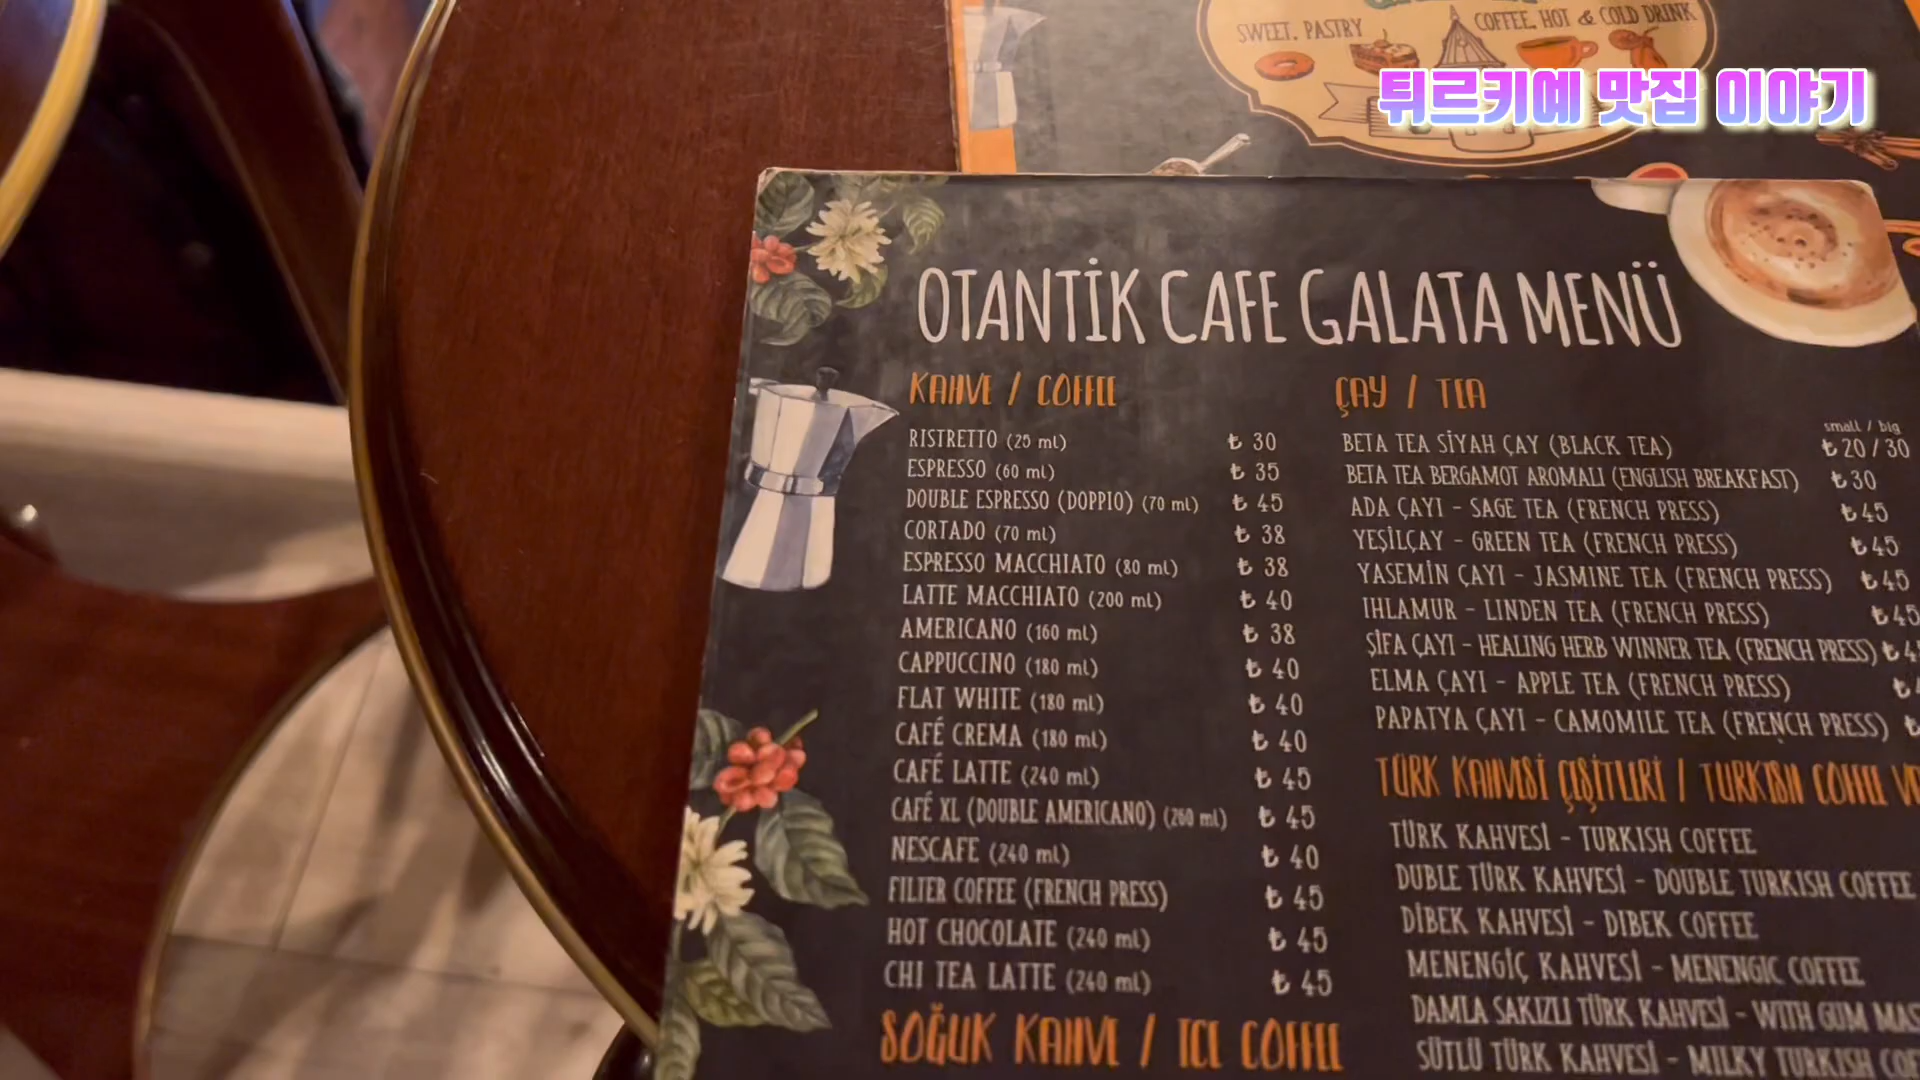 SWEET, PASTRY
COFFEE, HOT & COLD DRINK
튀르키예 맛집 이야기
OTANTİK CAFE GALATA MENÜ
KAHVE / COFFEE
RISTRETTO (25 ml) ₺ 30
ESPRESSO (60 ml) ₺ 35
DOUBLE ESPRESSO (DOPPIO) (70 ml) ₺ 45
CORTADO (70 ml) ₺ 38
ESPRESSO MACCHIATO (80 ml) ₺ 38
LATTE MACCHIATO (200 ml) ₺ 40
AMERICANO (160 ml) ₺ 38
CAPPUCCINO (180 ml) ₺ 40
FLAT WHITE (180 ml) ₺ 40
CAFÉ CREMA (180 ml) ₺ 40
CAFÉ LATTE (240 ml) ₺ 45
CAFÉ XL (DOUBLE AMERICANO) (260 ml) ₺ 45
NESCAFE (240 ml) ₺ 40
FILTER COFFEE (FRENCH PRESS) ₺ 45
HOT CHOCOLATE (240 ml) ₺ 45
CHI TEA LATTE (240 ml) ₺ 45
SOĞUK KAHVE / ICE COFFEE
ÇAY / TEA
small / big
BETA TEA SİYAH ÇAY (BLACK TEA) ₺ 20 / 30
BETA TEA BERGAMOT AROMALI (ENGLISH BREAKFAST) ₺ 30
ADA ÇAYI - SAGE TEA (FRENCH PRESS) ₺ 45
YEŞİLÇAY - GREEN TEA (FRENCH PRESS) ₺ 45
YASEMİN ÇAYI - JASMINE TEA (FRENCH PRESS) ₺ 45
IHLAMUR - LINDEN TEA (FRENCH PRESS) ₺ 45
ŞİFA ÇAYI - HEALING HERB WINNER TEA (FRENCH PRESS) ₺
ELMA ÇAYI - APPLE TEA (FRENCH PRESS) ₺
PAPATYA ÇAYI - CAMOMILE TEA (FRENCH PRESS) ₺
TÜRK KAHVESİ ÇEŞİTLERİ / TURKISH COFFEE
TÜRK KAHVESİ - TURKISH COFFEE
DUBLE TÜRK KAHVESİ - DOUBLE TURKISH COFFEE
DİBEK KAHVESİ - DIBEK COFFEE
MENENGİÇ KAHVESİ - MENENGIC COFFEE
DAMLA SAKIZLI TÜRK KAHVESİ - WITH GUM
SÜTLÜ TÜRK KAHVESİ - MILKY TURKISH